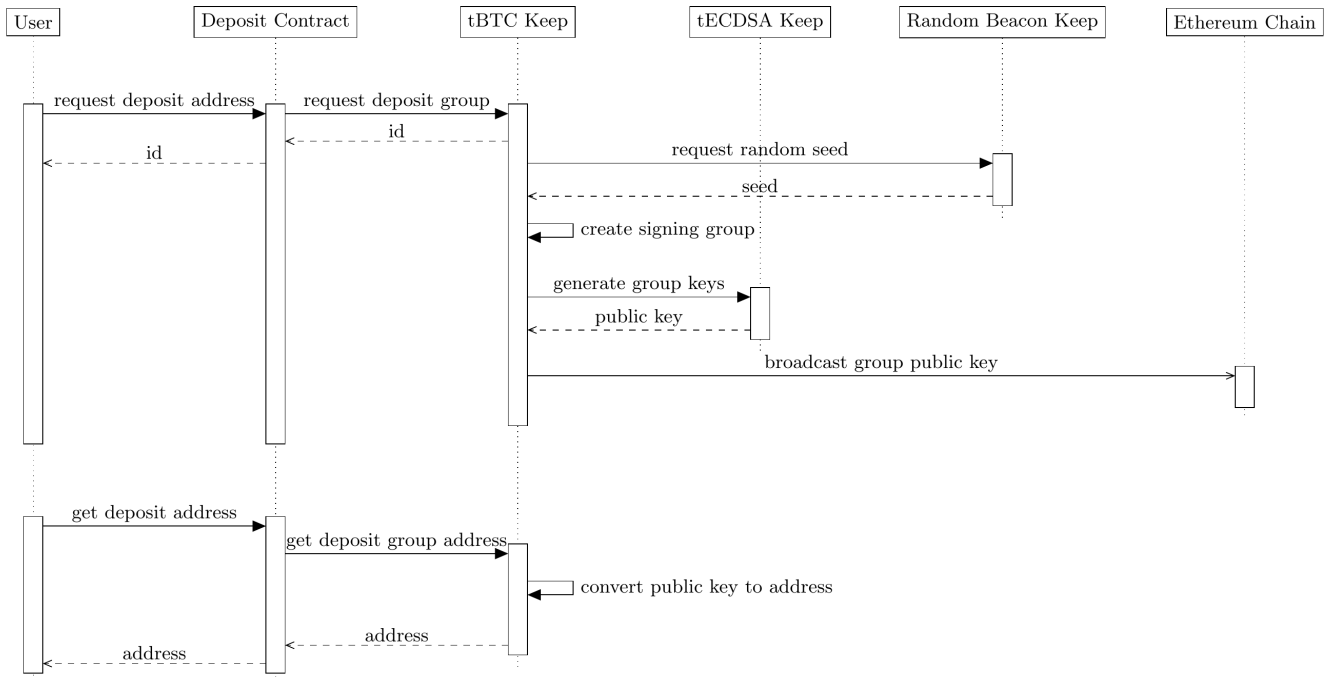 User
Deposit Contract
tBTC Keep
tECDSA Keep
Random Beacon Keep
Ethereum Chain
request deposit address
request deposit group
id
id
request random seed
seed
create signing group
generate group keys
public key
broadcast group public key
get deposit address
get deposit group address
convert public key to address
address
address